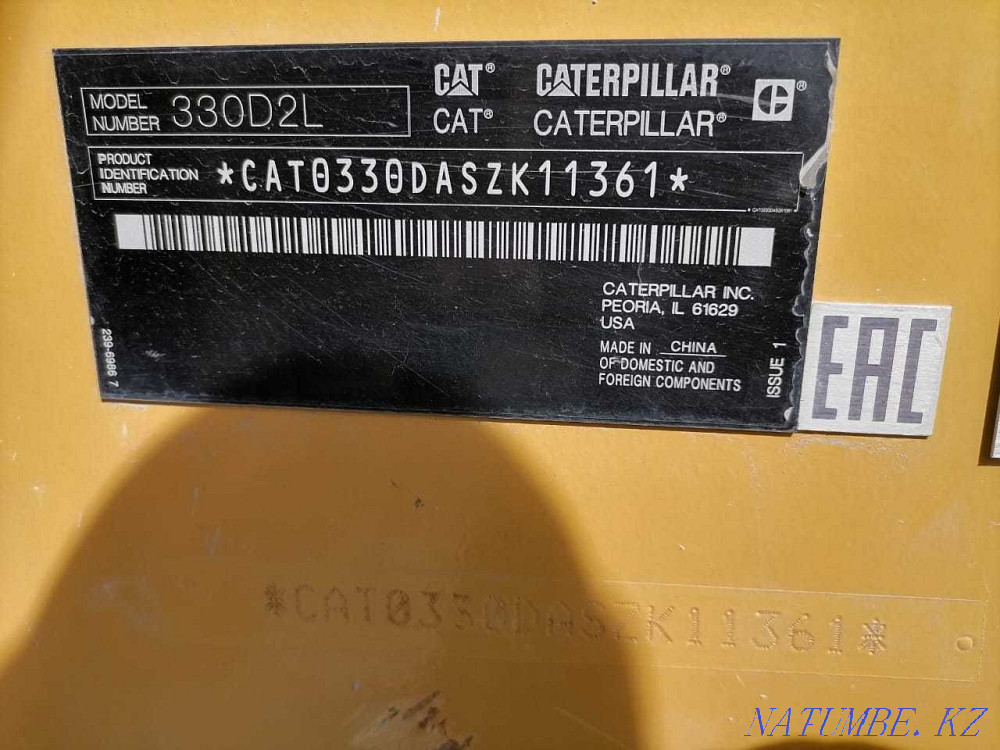 CAT® CATERPILLAR®
CAT® CATERPILLAR®
MODEL NUMBER 330D2L
PRODUCT IDENTIFICATION NUMBER *CAT0330DASZK11361*
CATERPILLAR INC.
PEORIA, IL 61629
USA
MADE IN CHINA
OF DOMESTIC AND
FOREIGN COMPONENTS
ISSUE 1
239-6986 7
EAC
*CAT0330DASZK11361*
NATUMBE.KZ